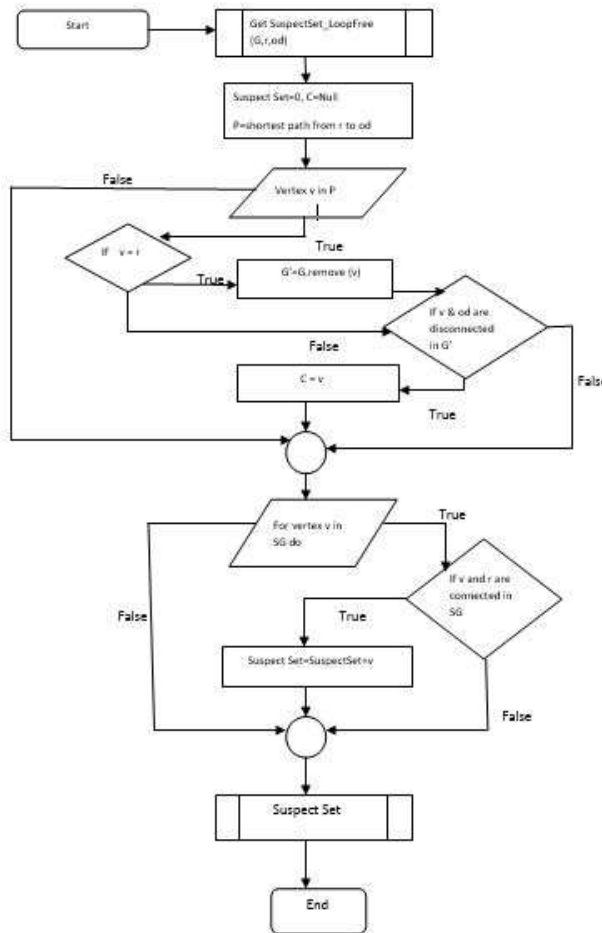 Start
Get SuspectSet_LoopFree
(G,r,od)
Suspect Set=0, C=Null
P=shortest path from r to od
False
Vertex v in P
True
If v = r
True
G'=G.remove (v)
If v & od are
disconnected
in G'
False
C = v
True
False
For vertex v in
SG do
True
If v and r are
connected in
SG
False
True
Suspect Set=SuspectSet+v
False
Suspect Set
End